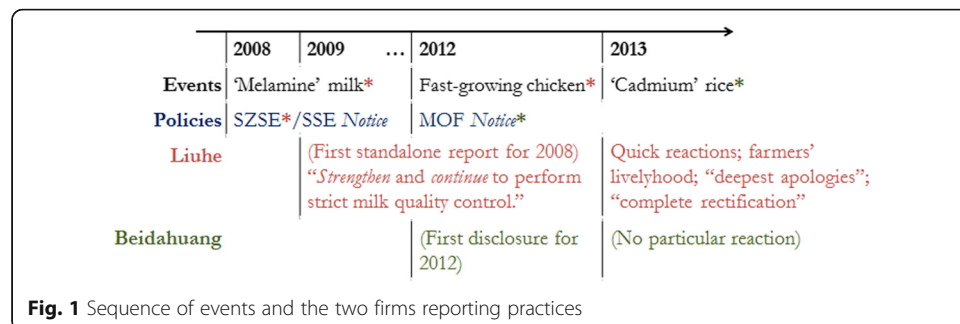 2008 2009 ... 2012 2013
Events 'Melamine' milk* Fast-growing chicken* 'Cadmium' rice*
Policies SZSE*/SSE Notice MOF Notice*
Liuhe (First standalone report for 2008) Quick reactions; farmers'
"Strengthen and continue to perform livelyhood; "deepest apologies";
strict milk quality control." "complete rectification"
Beidahuang (First disclosure for (No particular reaction)
2012)
Fig. 1 Sequence of events and the two firms reporting practices